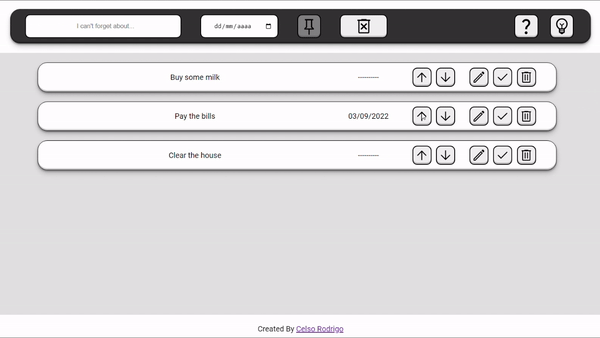 I can't forget about...
dd/mm/aaaa
?
Buy some milk
----------
Pay the bills
03/09/2022
Clear the house
----------
Created By Celso Rodrigo